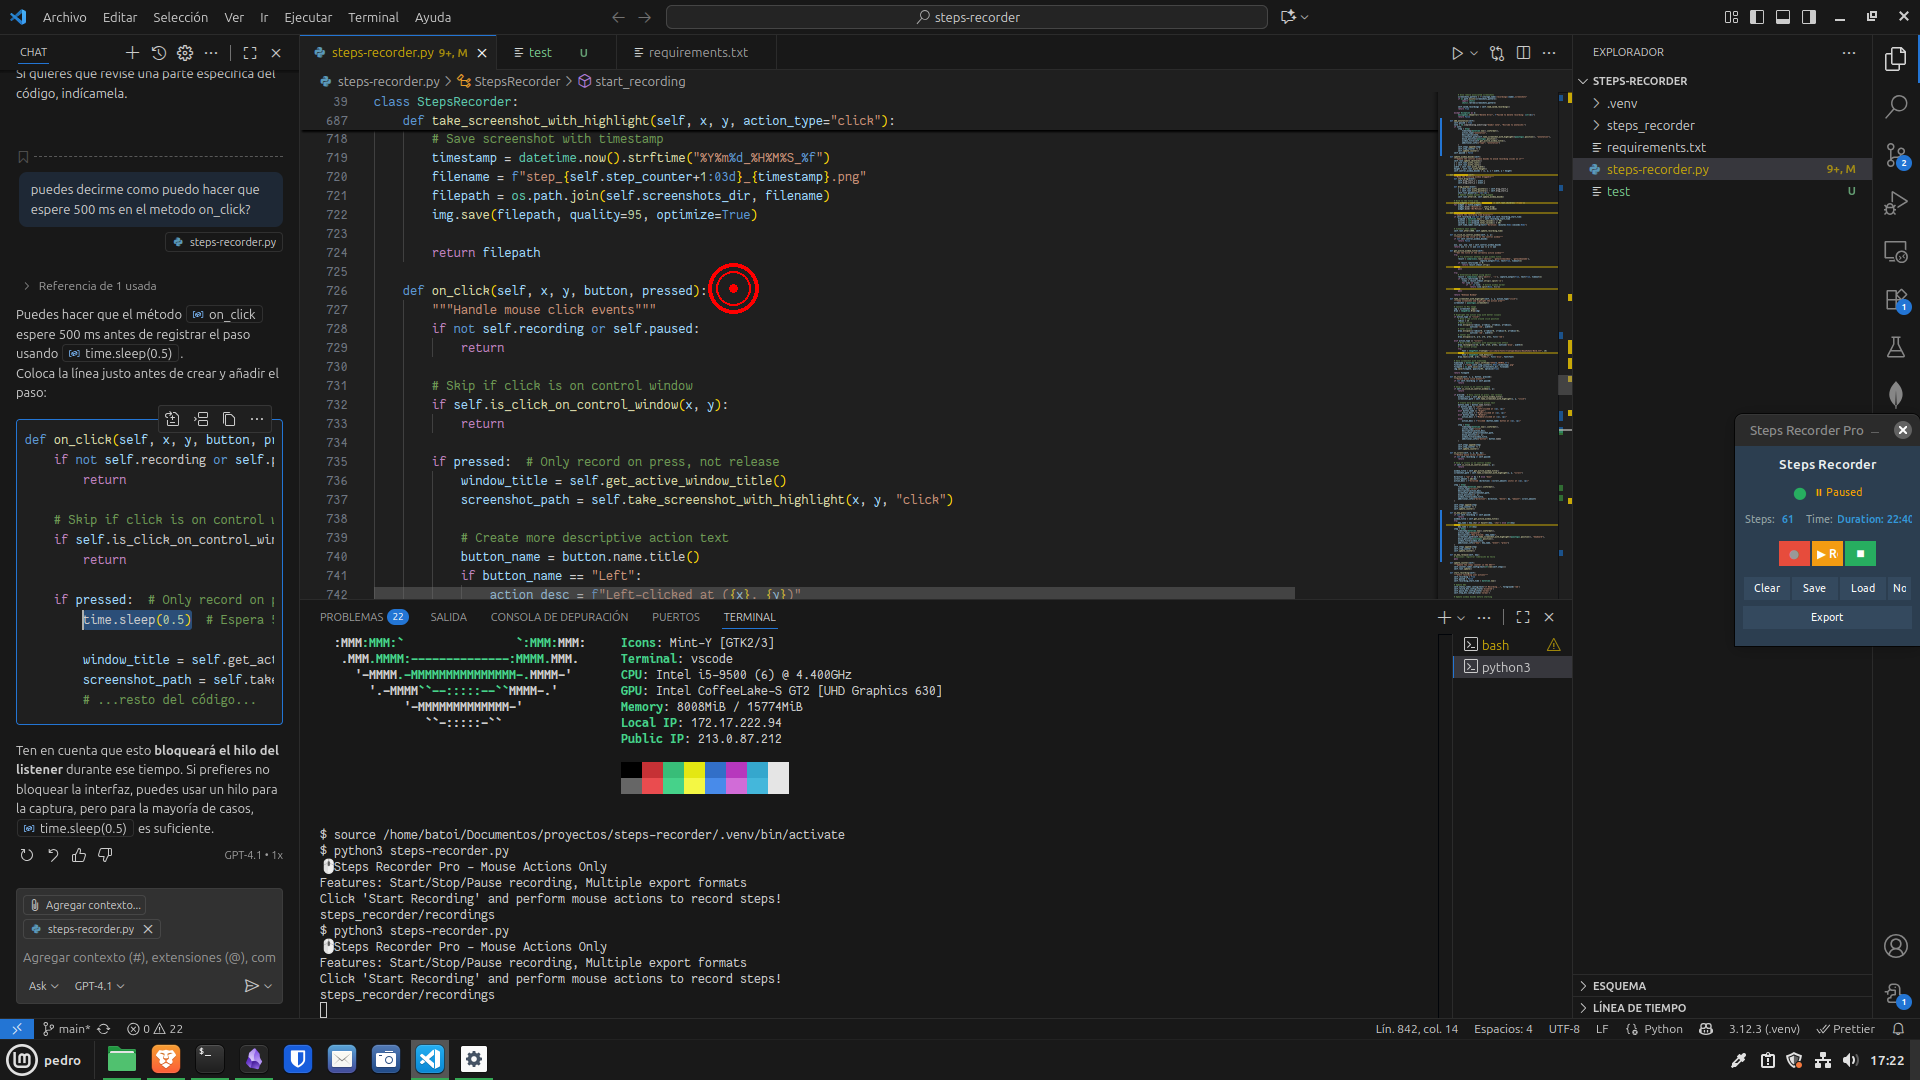 Archivo Editar Selección Ver Ir Ejecutar Terminal Ayuda
steps-recorder
CHAT
Si quieres que revise una parte específica del
código, indícamela.
puedes decirme como puedo hacer que
espere 500 ms en el metodo on_click?
steps-recorder.py
Referencia de 1 usada
Puedes hacer que el método on_click
espere 500 ms antes de registrar el paso
usando time.sleep(0.5) .
Coloca la línea justo antes de crear y añadir el
paso:
def on_click(self, x, y, button, pr
if not self.recording or self.p
return
# Skip if click is on control w
if self.is_click_on_control_win
return
if pressed: # Only record on p
time.sleep(0.5) # Espera 5
window_title = self.get_act
screenshot_path = self.take
# ...resto del código...
Ten en cuenta que esto bloqueará el hilo del
listener durante ese tiempo. Si prefieres no
bloquear la interfaz, puedes usar un hilo para
la captura, pero para la mayoría de casos,
time.sleep(0.5) es suficiente.
GPT-4.1 • 1x
Agregar contexto...
steps-recorder.py
Agregar contexto (#), extensiones (@), com
Ask GPT-4.1
steps-recorder.py 9+, M
test U
requirements.txt
steps-recorder.py > StepsRecorder > start_recording
39 class StepsRecorder:
687 def take_screenshot_with_highlight(self, x, y, action_type="click"):
718 # Save screenshot with timestamp
719 timestamp = datetime.now().strftime("%Y%m%d_%H%M%S_%f")
720 filename = f"step_{self.step_counter+1:03d}_{timestamp}.png"
721 filepath = os.path.join(self.screenshots_dir, filename)
722 img.save(filepath, quality=95, optimize=True)
723
724 return filepath
725
726 def on_click(self, x, y, button, pressed):
727 """Handle mouse click events"""
728 if not self.recording or self.paused:
729 return
730
731 # Skip if click is on control window
732 if self.is_click_on_control_window(x, y):
733 return
734
735 if pressed: # Only record on press, not release
736 window_title = self.get_active_window_title()
737 screenshot_path = self.take_screenshot_with_highlight(x, y, "click")
738
739 # Create more descriptive action text
740 button_name = button.name.title()
741 if button_name == "Left":
742 action_desc = f"Left-clicked at ({x}, {y})"
PROBLEMAS 22 SALIDA CONSOLA DE DEPURACIÓN PUERTOS TERMINAL
:MMM:MMM:` `:MMM:MMM: Icons: Mint-Y [GTK2/3]
.MMM.MMMM:--------------:MMMM.MMM. Terminal: vscode
'-MMMM.-MMMMMMMMMMMMMMM-.MMMM-' CPU: Intel i5-9500 (6) @ 4.400GHz
'.-MMMM``--:::::--``MMMM-.' GPU: Intel CoffeeLake-S GT2 [UHD Graphics 630]
'-MMMMMMMMMMMMM-' Memory: 8008MiB / 15774MiB
``-:::::-`` Local IP: 172.17.222.94
Public IP: 213.0.87.212
$ source /home/batoi/Documentos/proyectos/steps-recorder/.venv/bin/activate
$ python3 steps-recorder.py
Steps Recorder Pro - Mouse Actions Only
Features: Start/Stop/Pause recording, Multiple export formats
Click 'Start Recording' and perform mouse actions to record steps!
steps_recorder/recordings
$ python3 steps-recorder.py
Steps Recorder Pro - Mouse Actions Only
Features: Start/Stop/Pause recording, Multiple export formats
Click 'Start Recording' and perform mouse actions to record steps!
steps_recorder/recordings
bash
python3
EXPLORADOR
STEPS-RECORDER
.venv
steps_recorder
requirements.txt
steps-recorder.py 9+, M
test U
ESQUEMA
LÍNEA DE TIEMPO
2
1
1
Steps Recorder Pro
Steps Recorder
Paused
Steps: 61 Time: Duration: 22:40
R
Clear Save Load No
Export
main* 0 22
Lín. 842, col. 14 Espacios: 4 UTF-8 LF Python 3.12.3 (.venv) Prettier
pedro
17:22